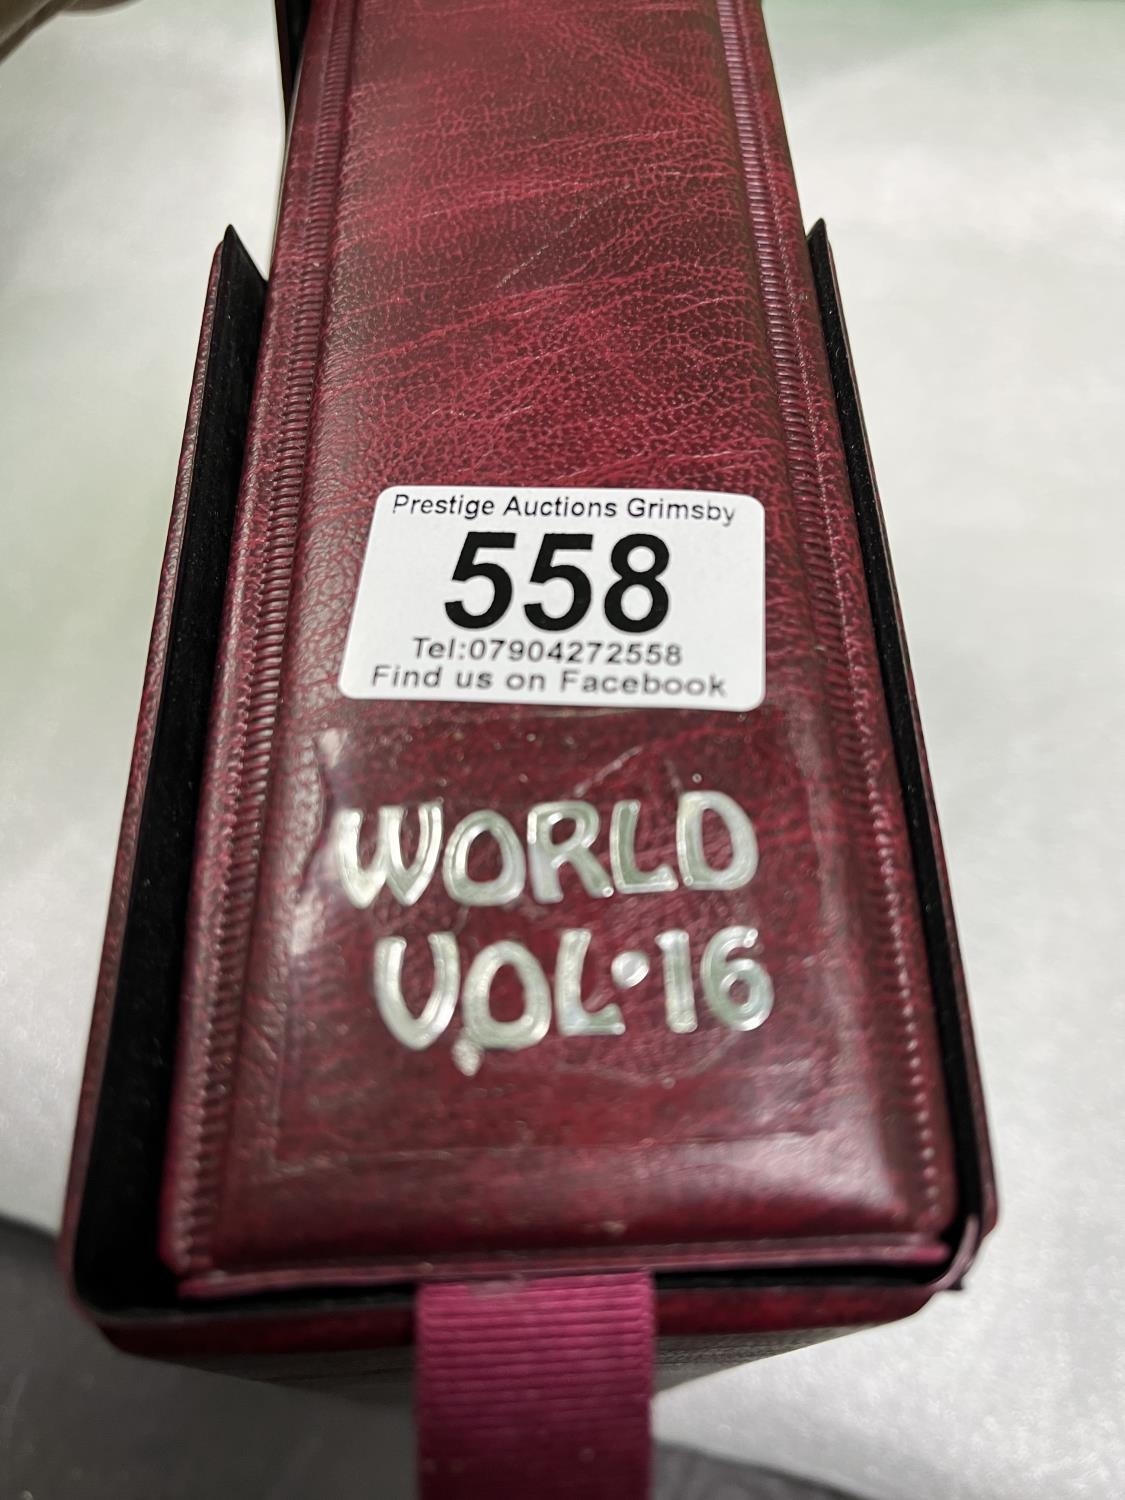 Prestige Auctions Grimsby
558
Tel:07904272558
Find us on Facebook
WORLD
VOL·16